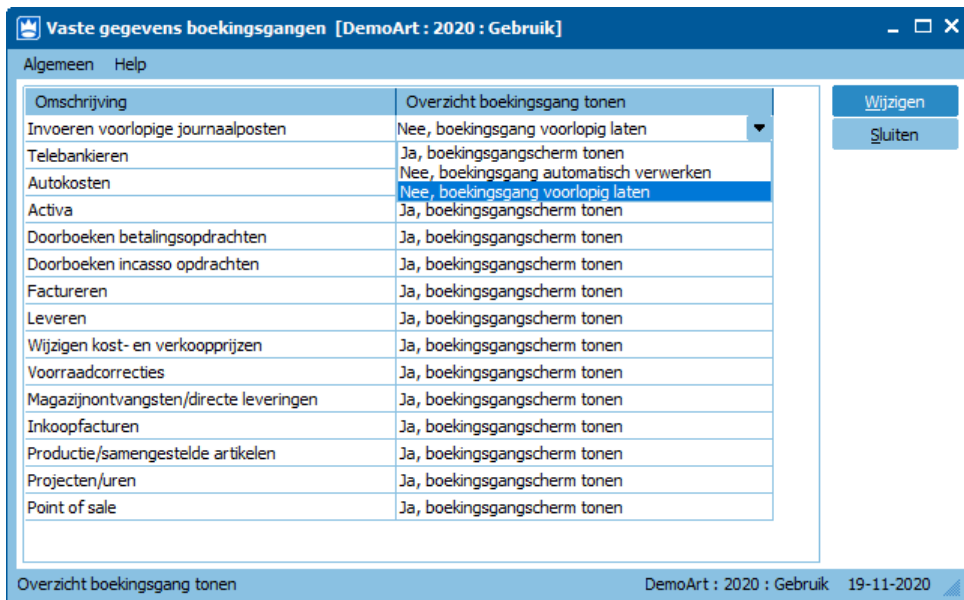 Vaste gegevens boekingsgangen [DemoArt : 2020 : Gebruik]
Algemeen Help
Omschrijving Overzicht boekingsgang tonen
Wijzigen
Invoeren voorlopige journaalposten Nee, boekingsgang voorlopig laten
Sluiten
Telebankieren Ja, boekingsgangscherm tonen
Nee, boekingsgang automatisch verwerken
Autokosten Nee, boekingsgang voorlopig laten
Activa Ja, boekingsgangscherm tonen
Doorboeken betalingsopdrachten Ja, boekingsgangscherm tonen
Doorboeken incasso opdrachten Ja, boekingsgangscherm tonen
Factureren Ja, boekingsgangscherm tonen
Leveren Ja, boekingsgangscherm tonen
Wijzigen kost- en verkoopprijzen Ja, boekingsgangscherm tonen
Voorraadcorrecties Ja, boekingsgangscherm tonen
Magazijnontvangsten/directe leveringen Ja, boekingsgangscherm tonen
Inkoopfacturen Ja, boekingsgangscherm tonen
Productie/samengestelde artikelen Ja, boekingsgangscherm tonen
Projecten/uren Ja, boekingsgangscherm tonen
Point of sale Ja, boekingsgangscherm tonen
Overzicht boekingsgang tonen DemoArt : 2020 : Gebruik 19-11-2020